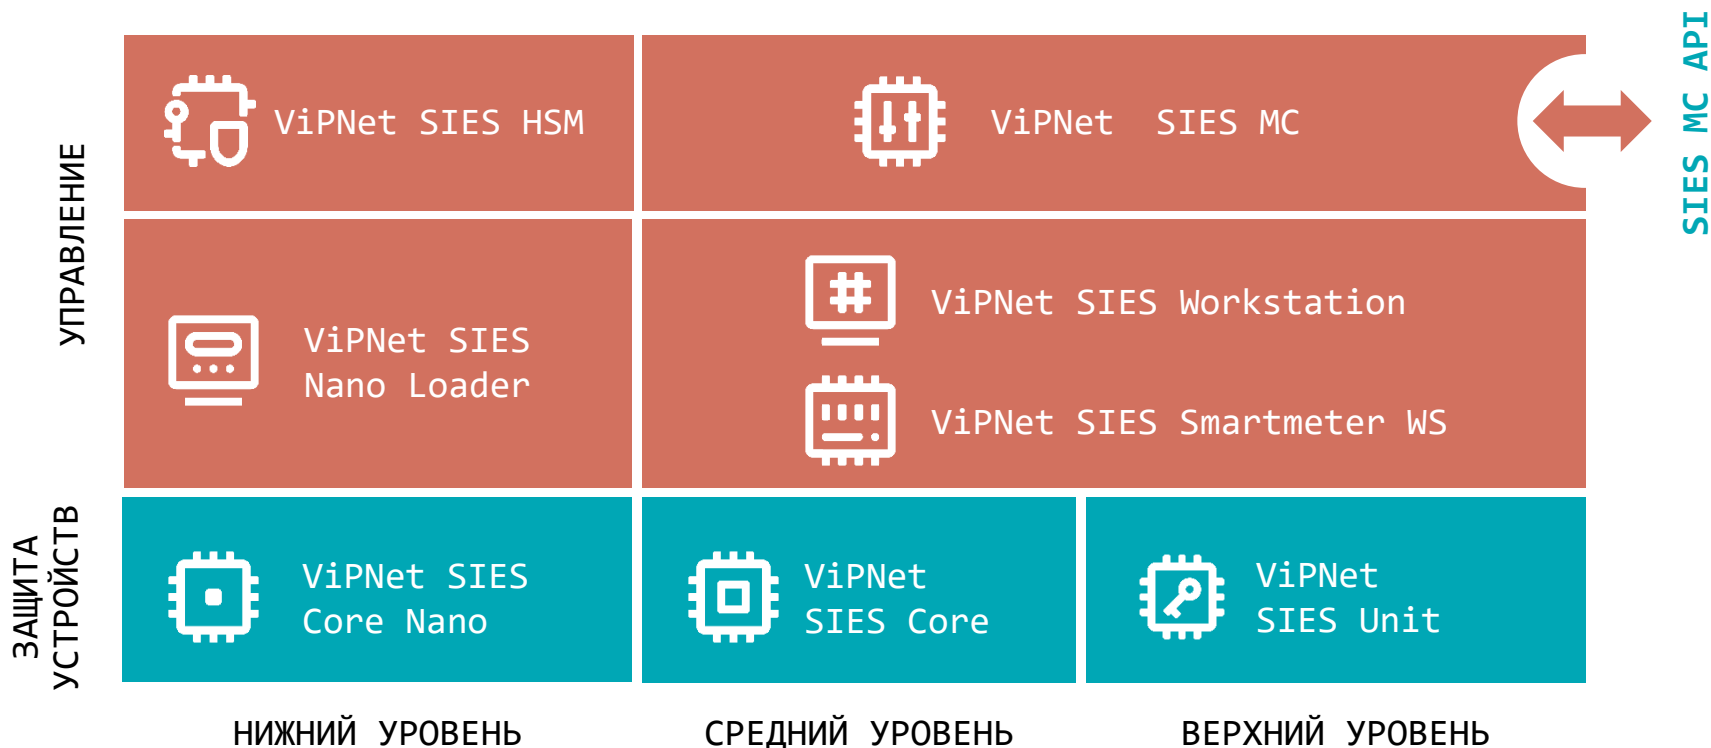 УПРАВЛЕНИЕ
ViPNet SIES HSM
ViPNet SIES MC
SIES MC API
ViPNet SIES
Nano Loader
ViPNet SIES Workstation
ViPNet SIES Smartmeter WS
ЗАЩИТА
УСТРОЙСТВ
ViPNet SIES
Core Nano
ViPNet
SIES Core
ViPNet
SIES Unit
НИЖНИЙ УРОВЕНЬ
СРЕДНИЙ УРОВЕНЬ
ВЕРХНИЙ УРОВЕНЬ